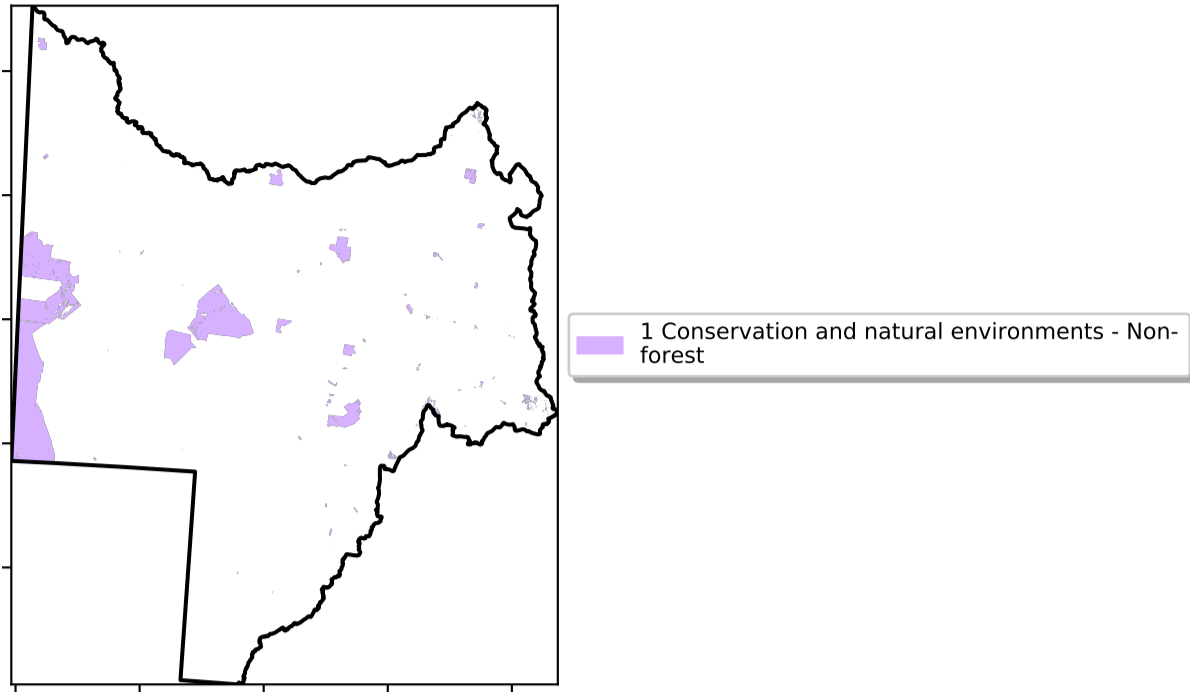 1 Conservation and natural environments - Non-
forest